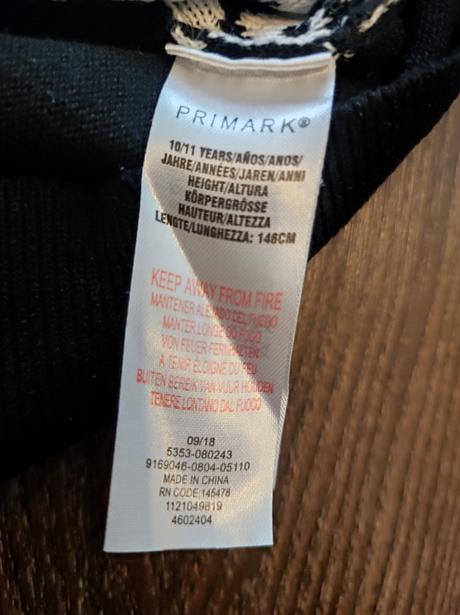 PRIMARK®
10/11 YEARS/AÑOS/ANOS/
JAHRE/ANNÉES/JAREN/ANNI
HEIGHT/ALTURA
KÖRPERGRÖSSE
HAUTEUR/ALTEZZA
LENGTE/LUNGHEZZA: 146CM
KEEP AWAY FROM FIRE
MANTENER ALEJADO DEL FUEGO
MANTER LONGE DO FOGO
VON FEUER FERNHALTEN
A TENIR ÉLOIGNÉ DU FEU
BUITEN BEREIK VAN VUUR HOUDEN
TENERE LONTANO DAL FUOCO
09/18
5353-080243
9169046-0804-05110
MADE IN CHINA
RN CODE:145478
1121049819
4602404